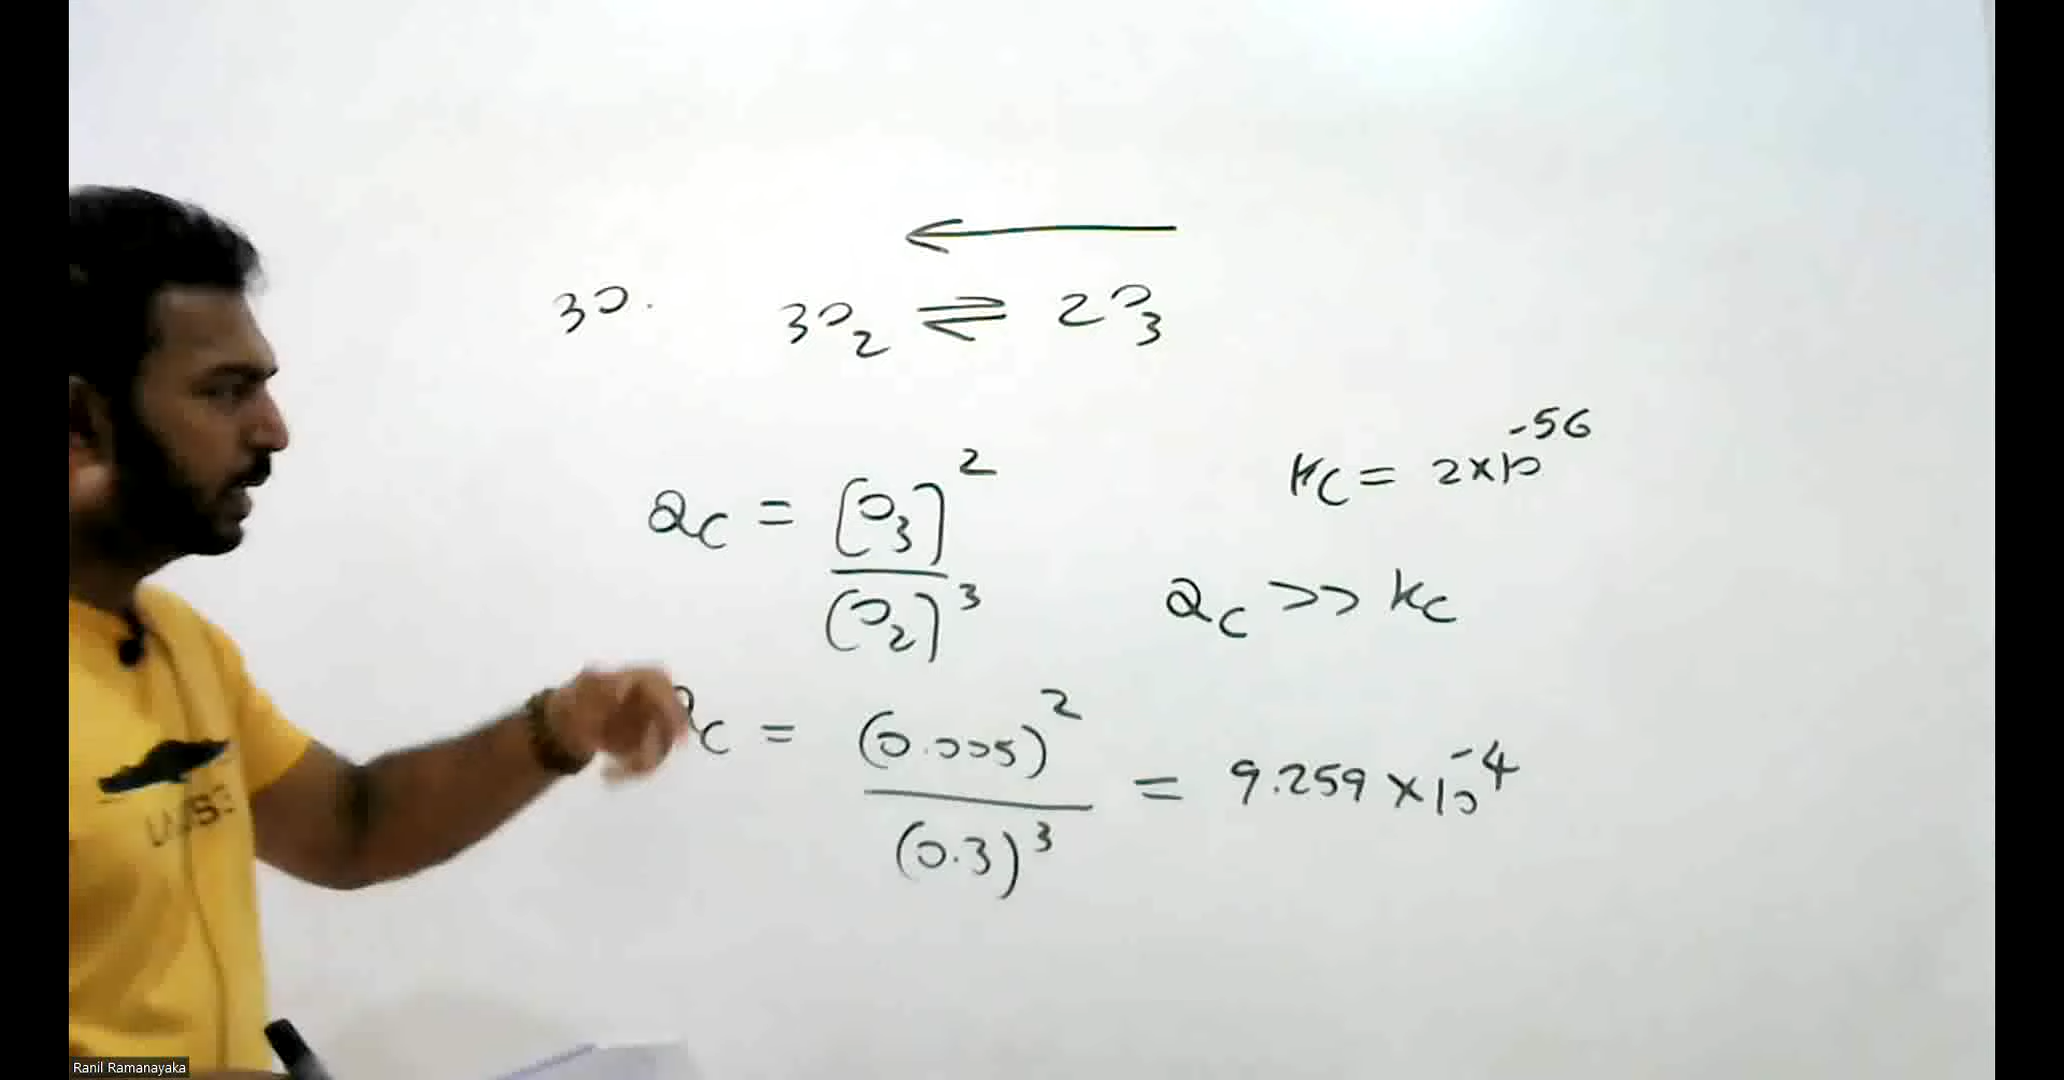 30. 3O₂ ⇌ 2O₃
Kc = 2×10⁻⁵⁶
Qc = [O₃]² / [O₂]³
Qc >> Kc
Qc = (0.005)² / (0.3)³ = 9.259 × 10⁻⁴
Ranil Ramanayaka